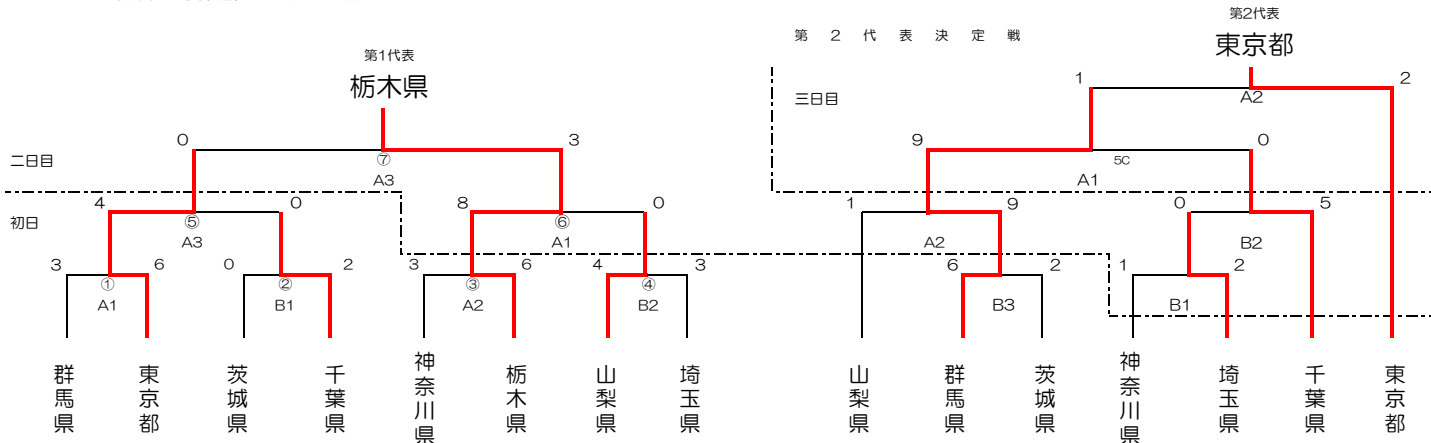 第2代表
第2代表決定戦
東京都
第1代表
栃木県
1 2
三日目 A2
0 3 9 0
二日目 ⑦ 5C
A3 A1
4 0 8 0 1 9 0 5
初日 ⑤ ⑥
A3 A1 A2 B2
3 6 0 2 3 6 4 3 6 2 1 2
① ② ③ ④
A1 B1 A2 B2 B3 B1
群馬県
東京都
茨城県
千葉県
神奈川県
栃木県
山梨県
埼玉県
山梨県
群馬県
茨城県
神奈川県
埼玉県
千葉県
東京都